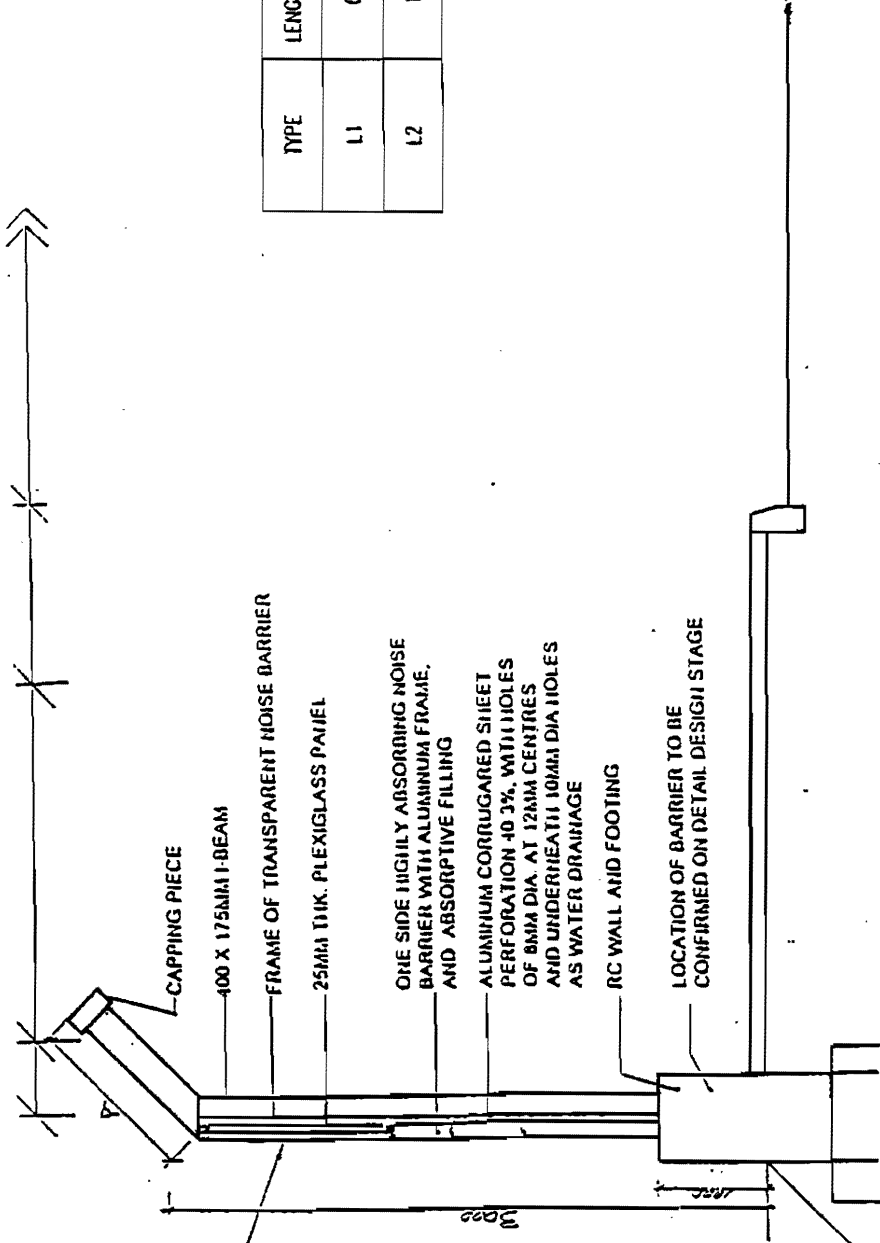 CAPPING PIECE
400 X 175MM I-BEAM
FRAME OF TRANSPARENT NOISE BARRIER
25MM THK. PLEXIGLASS PANEL
ONE SIDE HIGHLY ABSORBING NOISE
BARRIER WITH ALUMINUM FRAME,
AND ABSORPTIVE FILLING
ALUMINUM CORRUGARED SHEET
PERFORATION 40 3%, WITH HOLES
OF 8MM DIA. AT 12MM CENTRES
AND UNDERNEATH 10MM DIA HOLES
AS WATER DRAINAGE
RC WALL AND FOOTING
LOCATION OF BARRIER TO BE
CONFIRMED ON DETAIL DESIGN STAGE
TYPE LENG
L1
L2